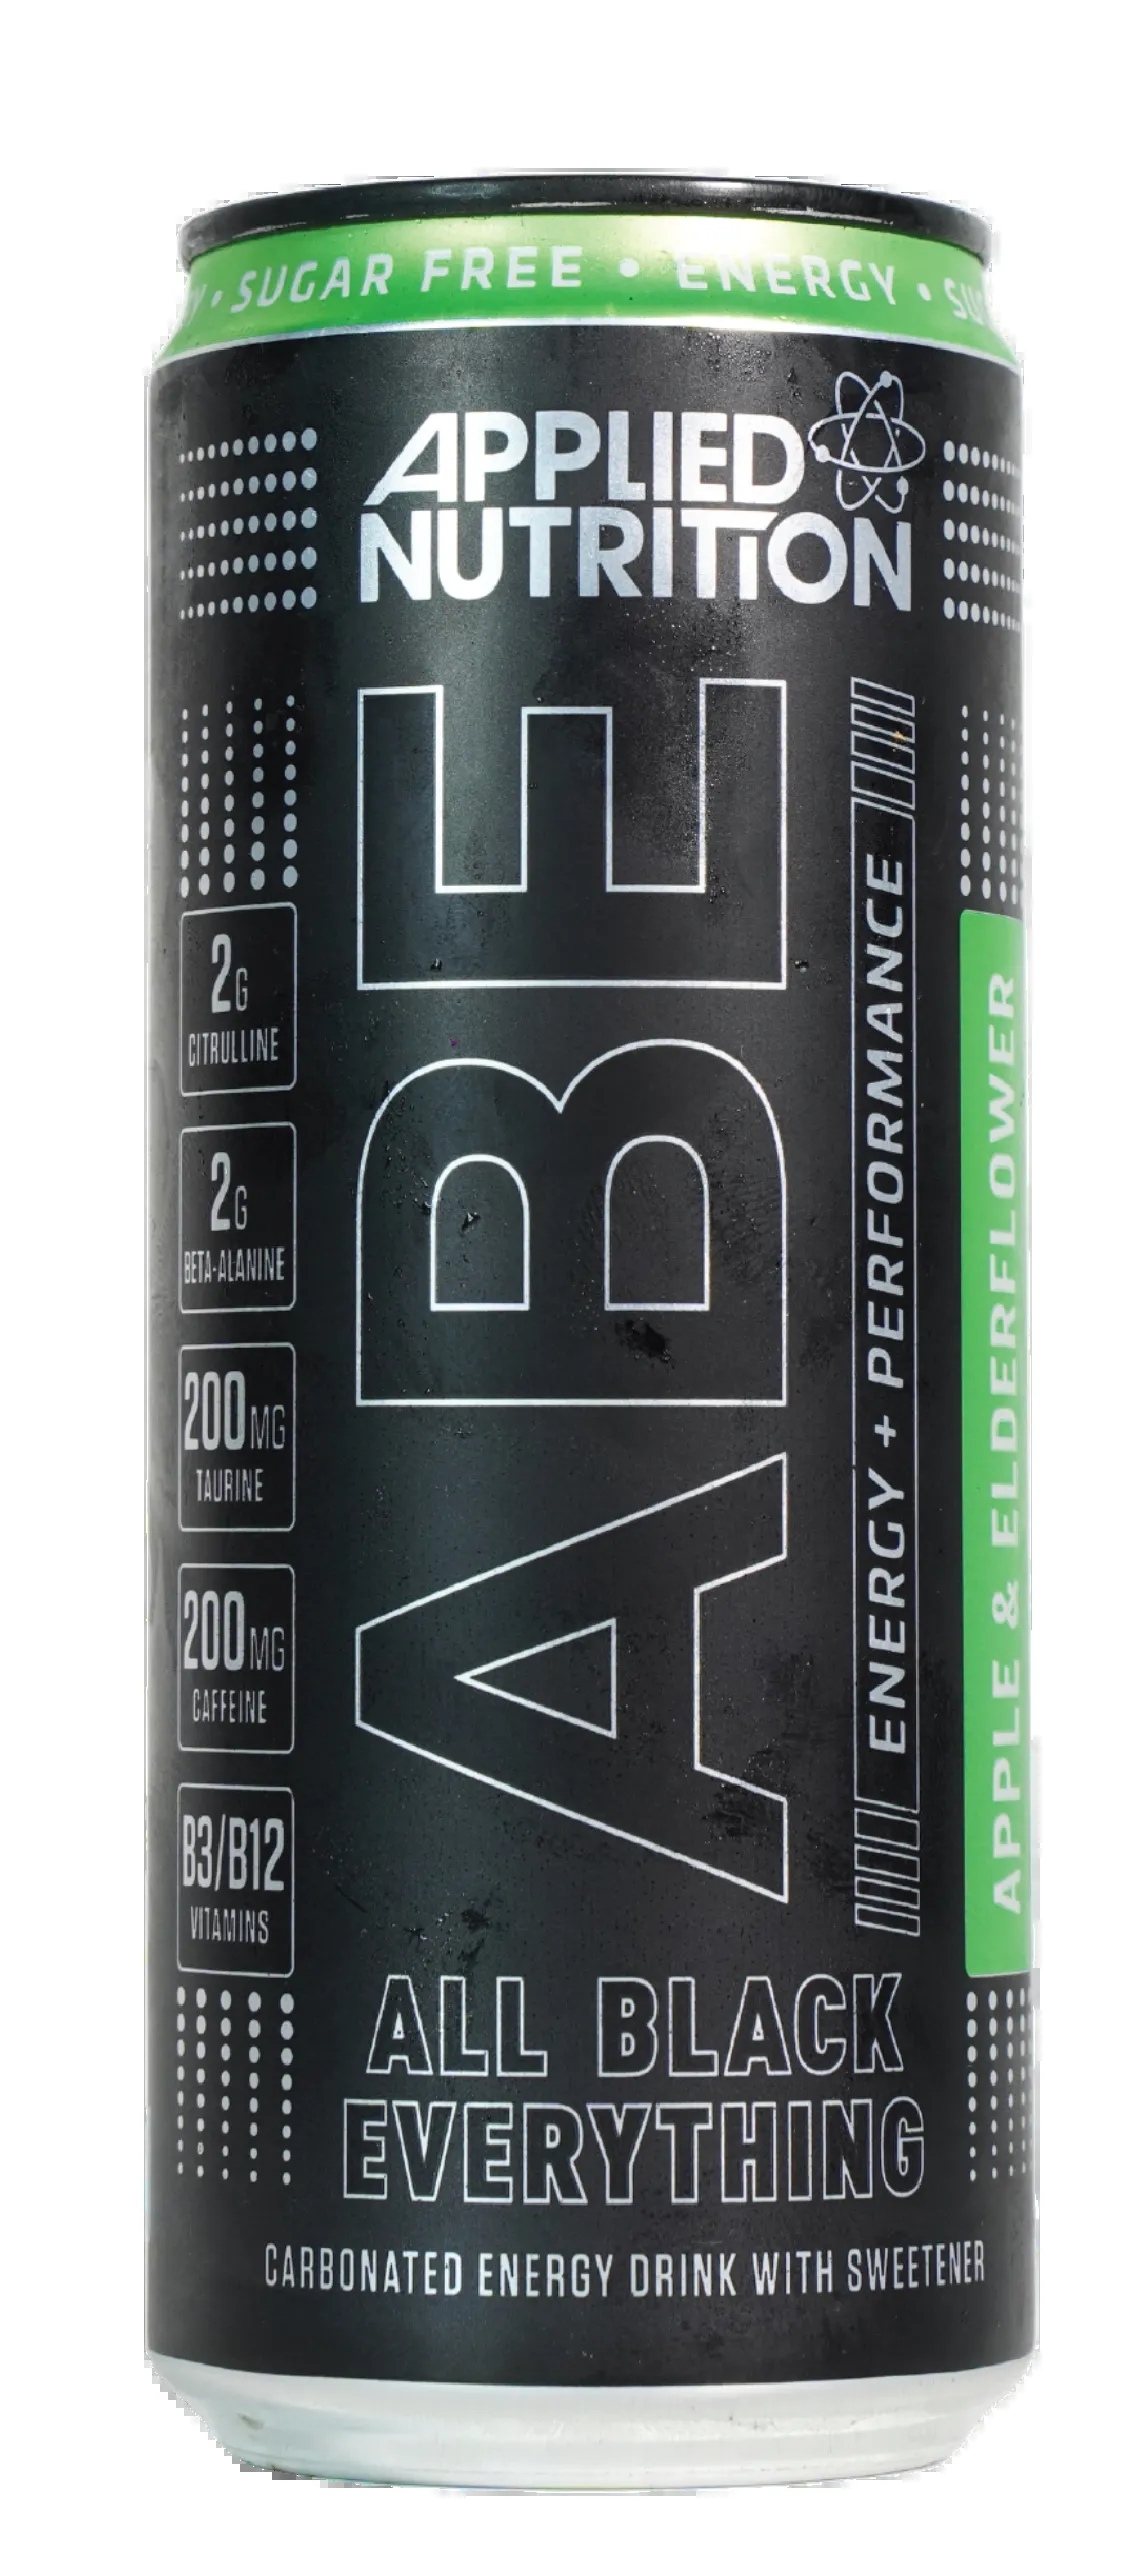 • SUGAR FREE • ENERGY •
APPLIED
NUTRITION
2G
CITRULLINE
2G
BETA-ALANINE
200MG
TAURINE
200MG
CAFFEINE
B3/B12
VITAMINS
ABE
ENERGY + PERFORMANCE
APPLE & ELDERFLOWER
ALL BLACK
EVERYTHING
CARBONATED ENERGY DRINK WITH SWEETENER